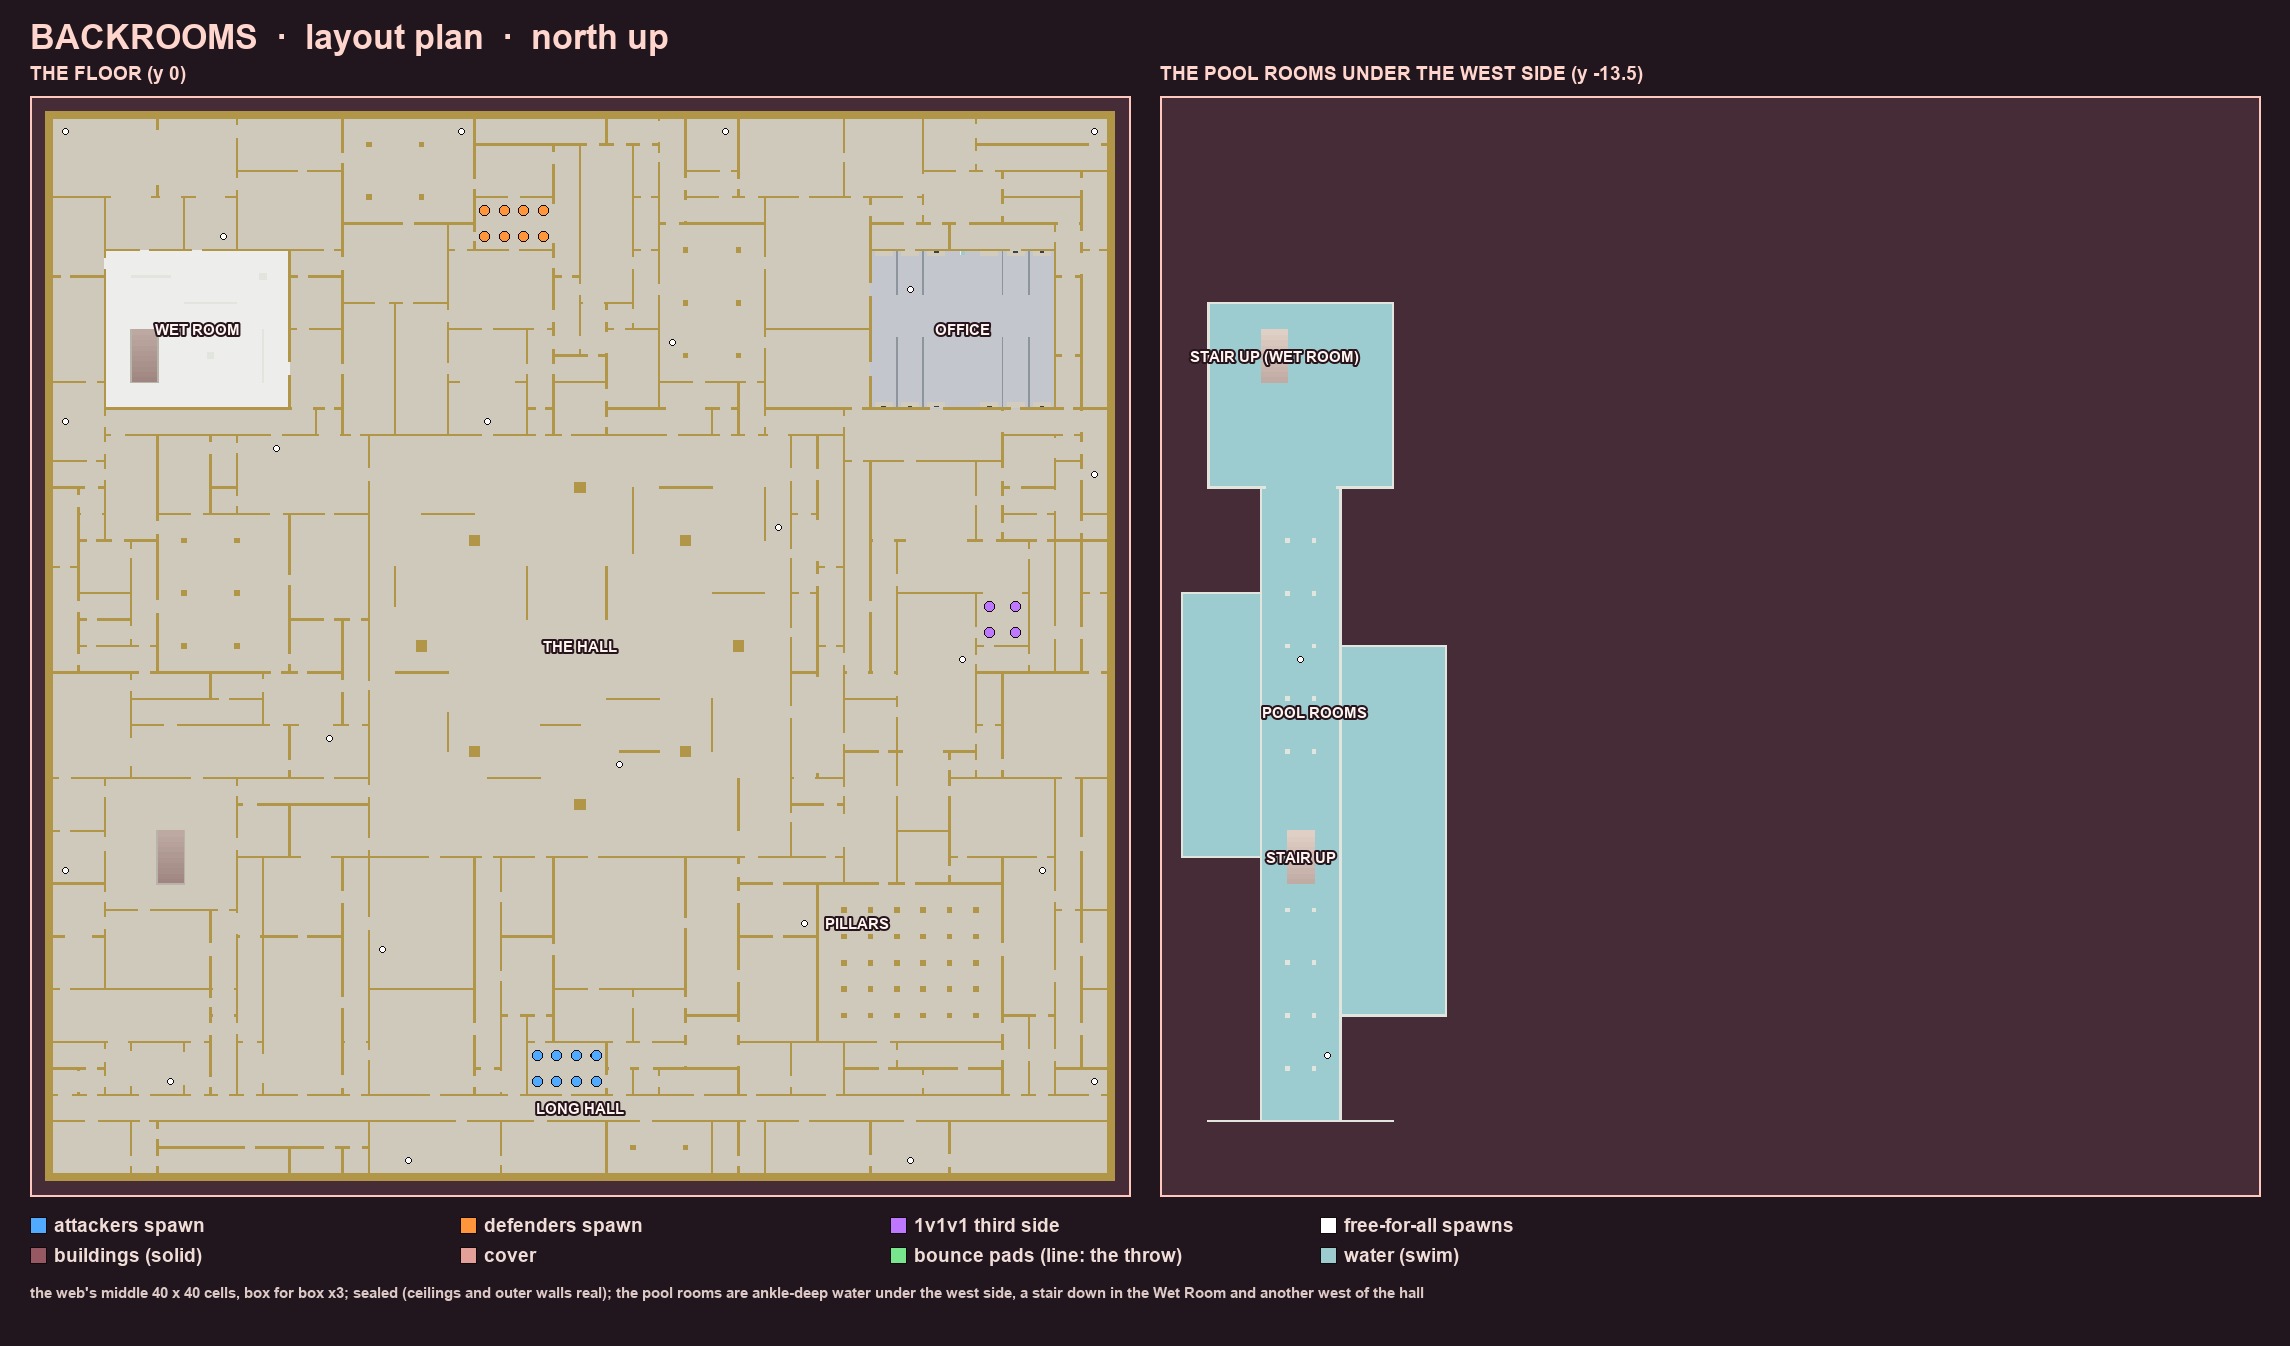 BACKROOMS · layout plan · north up
THE FLOOR (y 0)
THE POOL ROOMS UNDER THE WEST SIDE (y -13.5)
WET ROOM
OFFICE
STAIR UP (WET ROOM)
THE HALL
POOL ROOMS
STAIR UP
PILLARS
LONG HALL
attackers spawn
defenders spawn
1v1v1 third side
free-for-all spawns
buildings (solid)
cover
bounce pads (line: the throw)
water (swim)
the web's middle 40 x 40 cells, box for box x3; sealed (ceilings and outer walls real); the pool rooms are ankle-deep water under the west side, a stair down in the Wet Room and another west of the hall